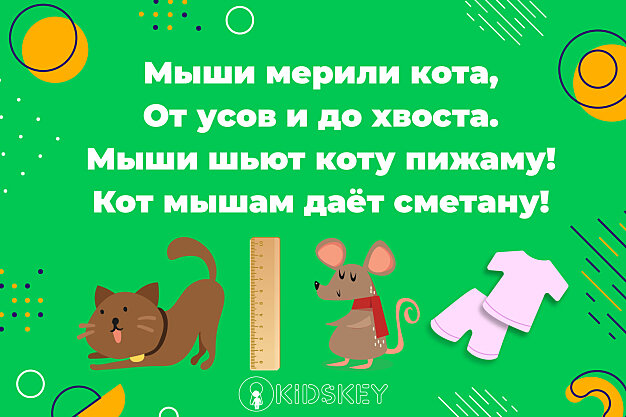 Мыши мерили кота,
От усов и до хвоста.
Мыши шьют коту пижаму!
Кот мышам даёт сметану!
KiDSKEY